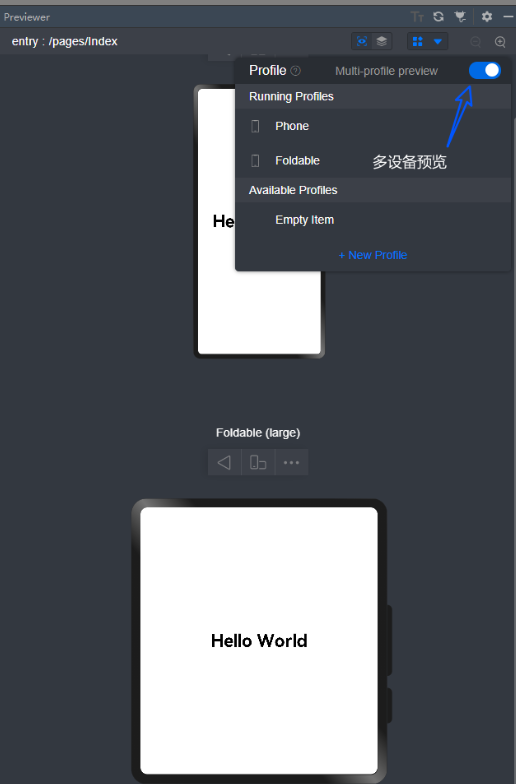 Previewer
entry : /pages/Index
Profile
Multi-profile preview
Running Profiles
Phone
Foldable
多设备预览
Available Profiles
Empty Item
+ New Profile
He
Foldable (large)
Hello World